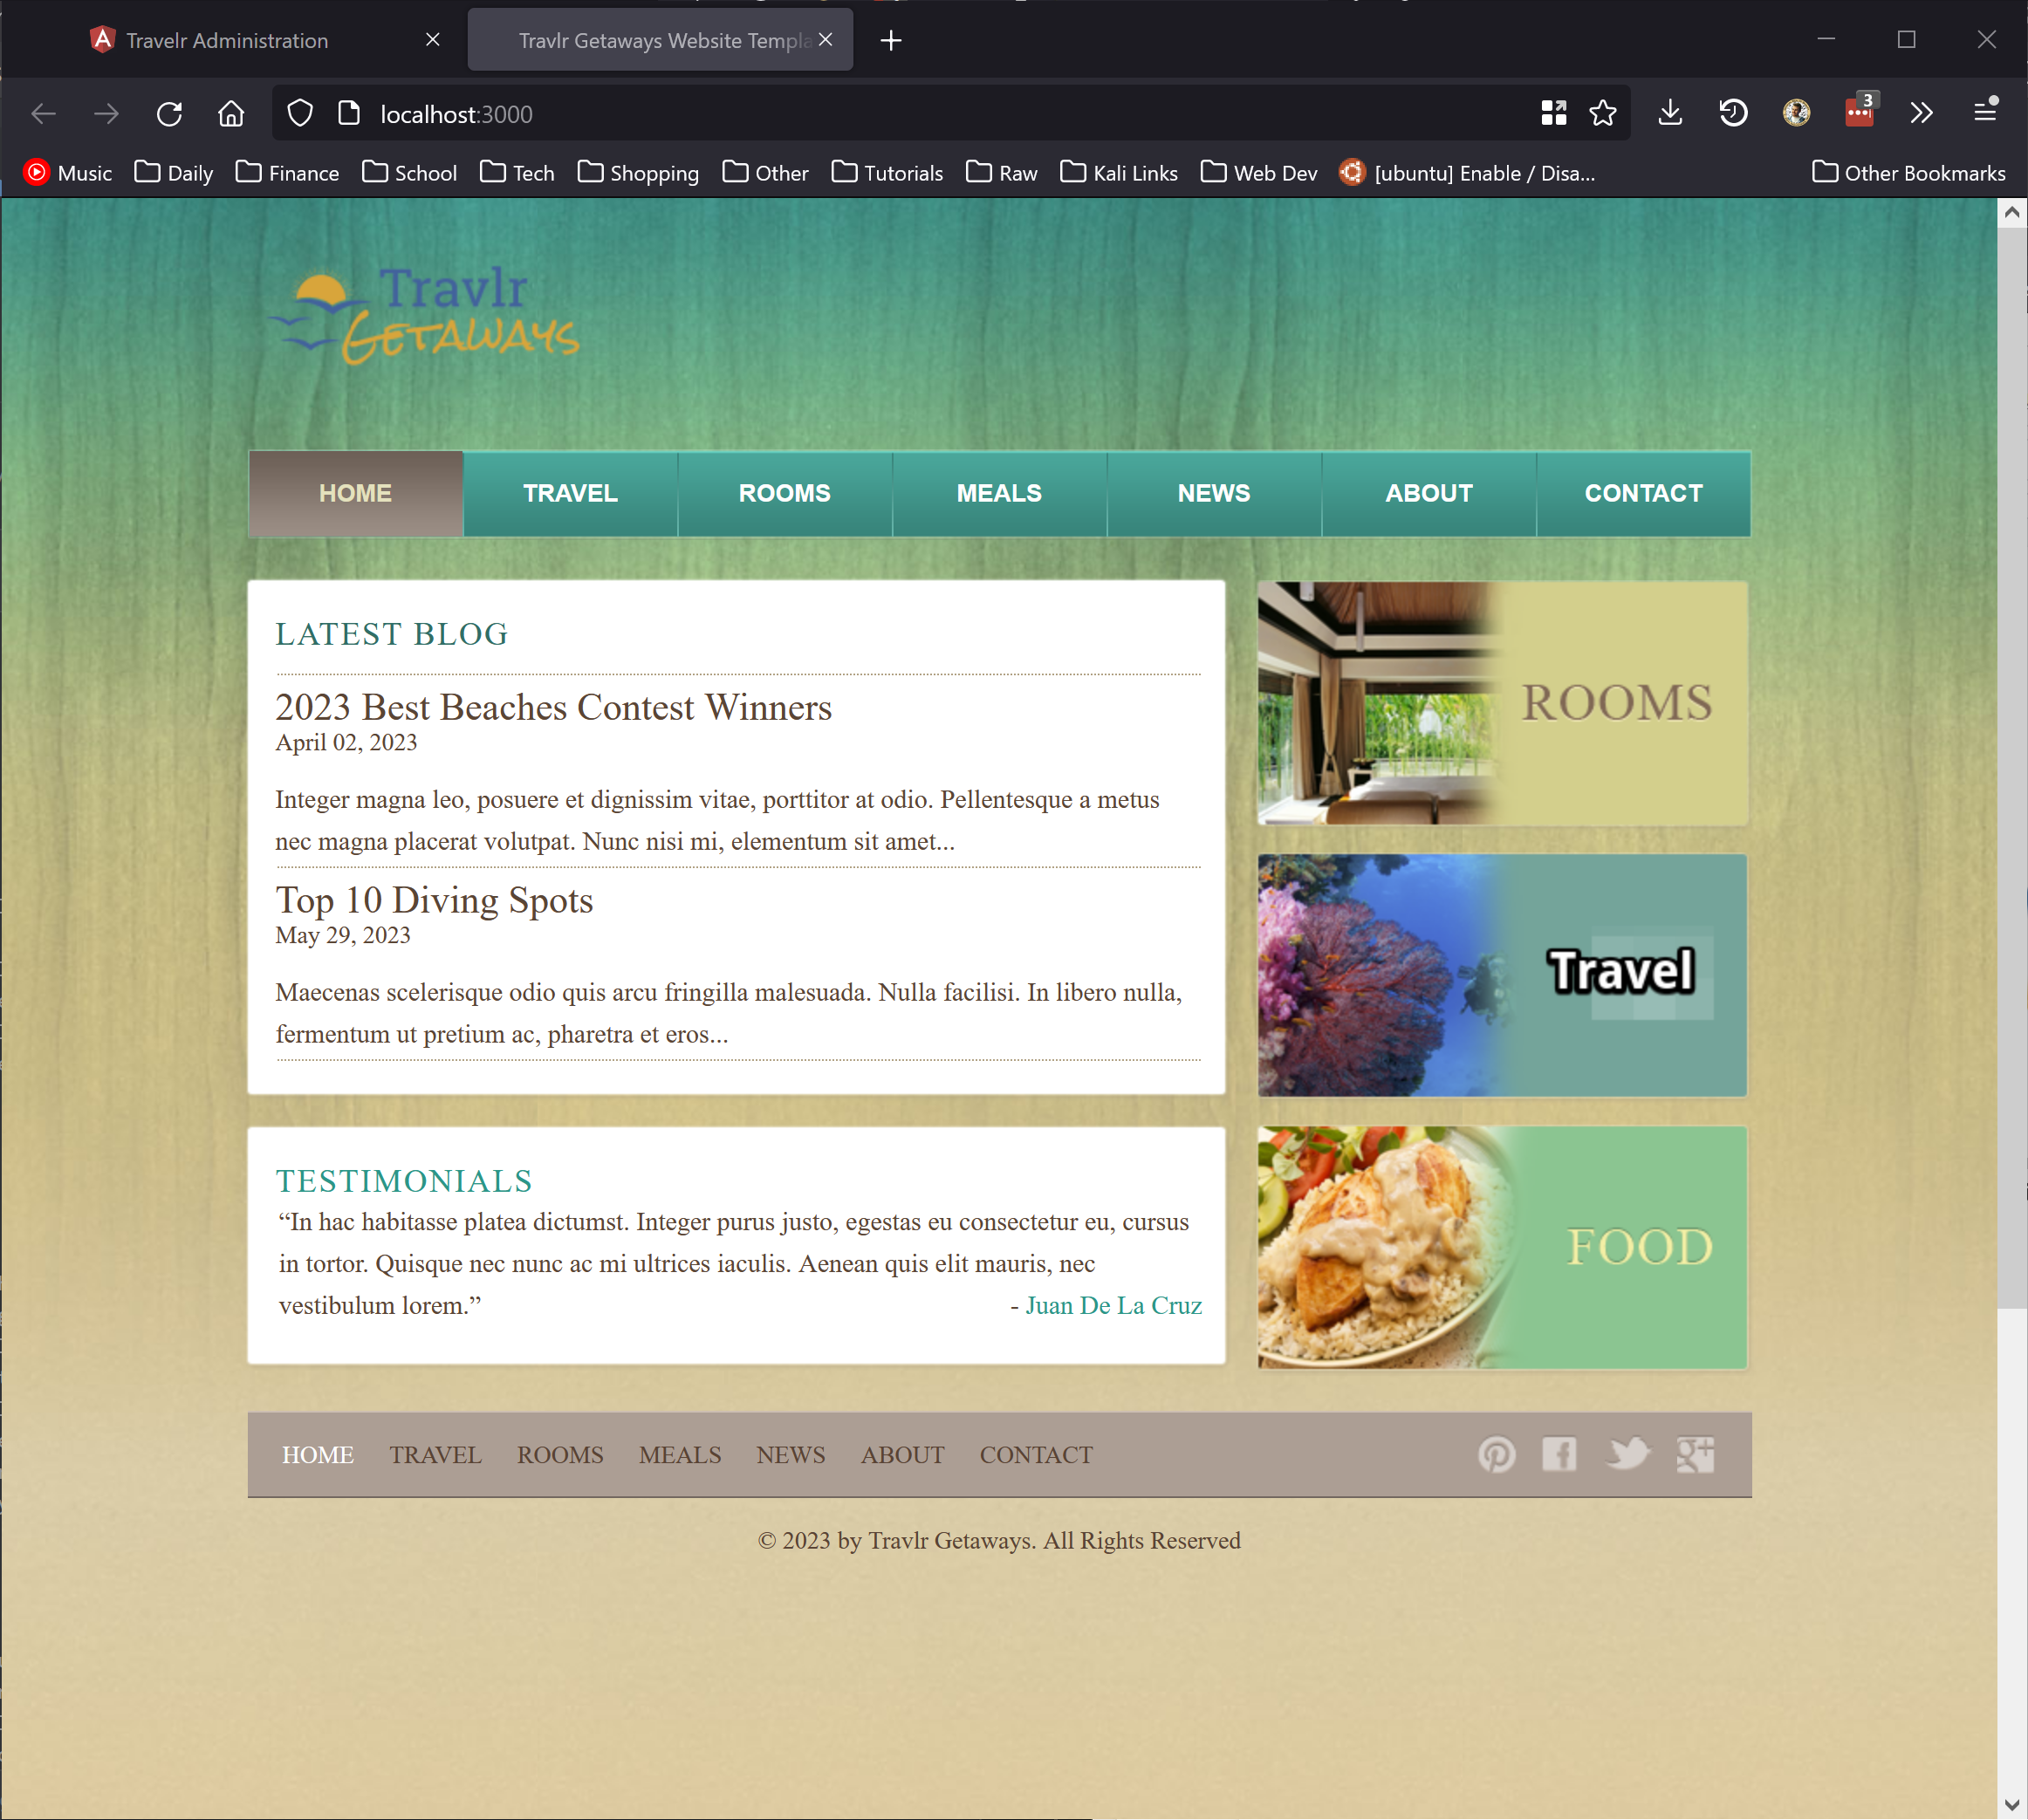 Travelr Administration
Travlr Getaways Website Templa
localhost:3000
3
Music Daily Finance School Tech Shopping Other Tutorials Raw Kali Links Web Dev [ubuntu] Enable / Disa... Other Bookmarks
Travlr
GETAWAYS
HOME TRAVEL ROOMS MEALS NEWS ABOUT CONTACT
LATEST BLOG
2023 Best Beaches Contest Winners
April 02, 2023
Integer magna leo, posuere et dignissim vitae, porttitor at odio. Pellentesque a metus
nec magna placerat volutpat. Nunc nisi mi, elementum sit amet...
Top 10 Diving Spots
May 29, 2023
Maecenas scelerisque odio quis arcu fringilla malesuada. Nulla facilisi. In libero nulla,
fermentum ut pretium ac, pharetra et eros...
ROOMS
Travel
FOOD
TESTIMONIALS
“In hac habitasse platea dictumst. Integer purus justo, egestas eu consectetur eu, cursus
in tortor. Quisque nec nunc ac mi ultrices iaculis. Aenean quis elit mauris, nec
vestibulum lorem.” - Juan De La Cruz
HOME TRAVEL ROOMS MEALS NEWS ABOUT CONTACT
© 2023 by Travlr Getaways. All Rights Reserved